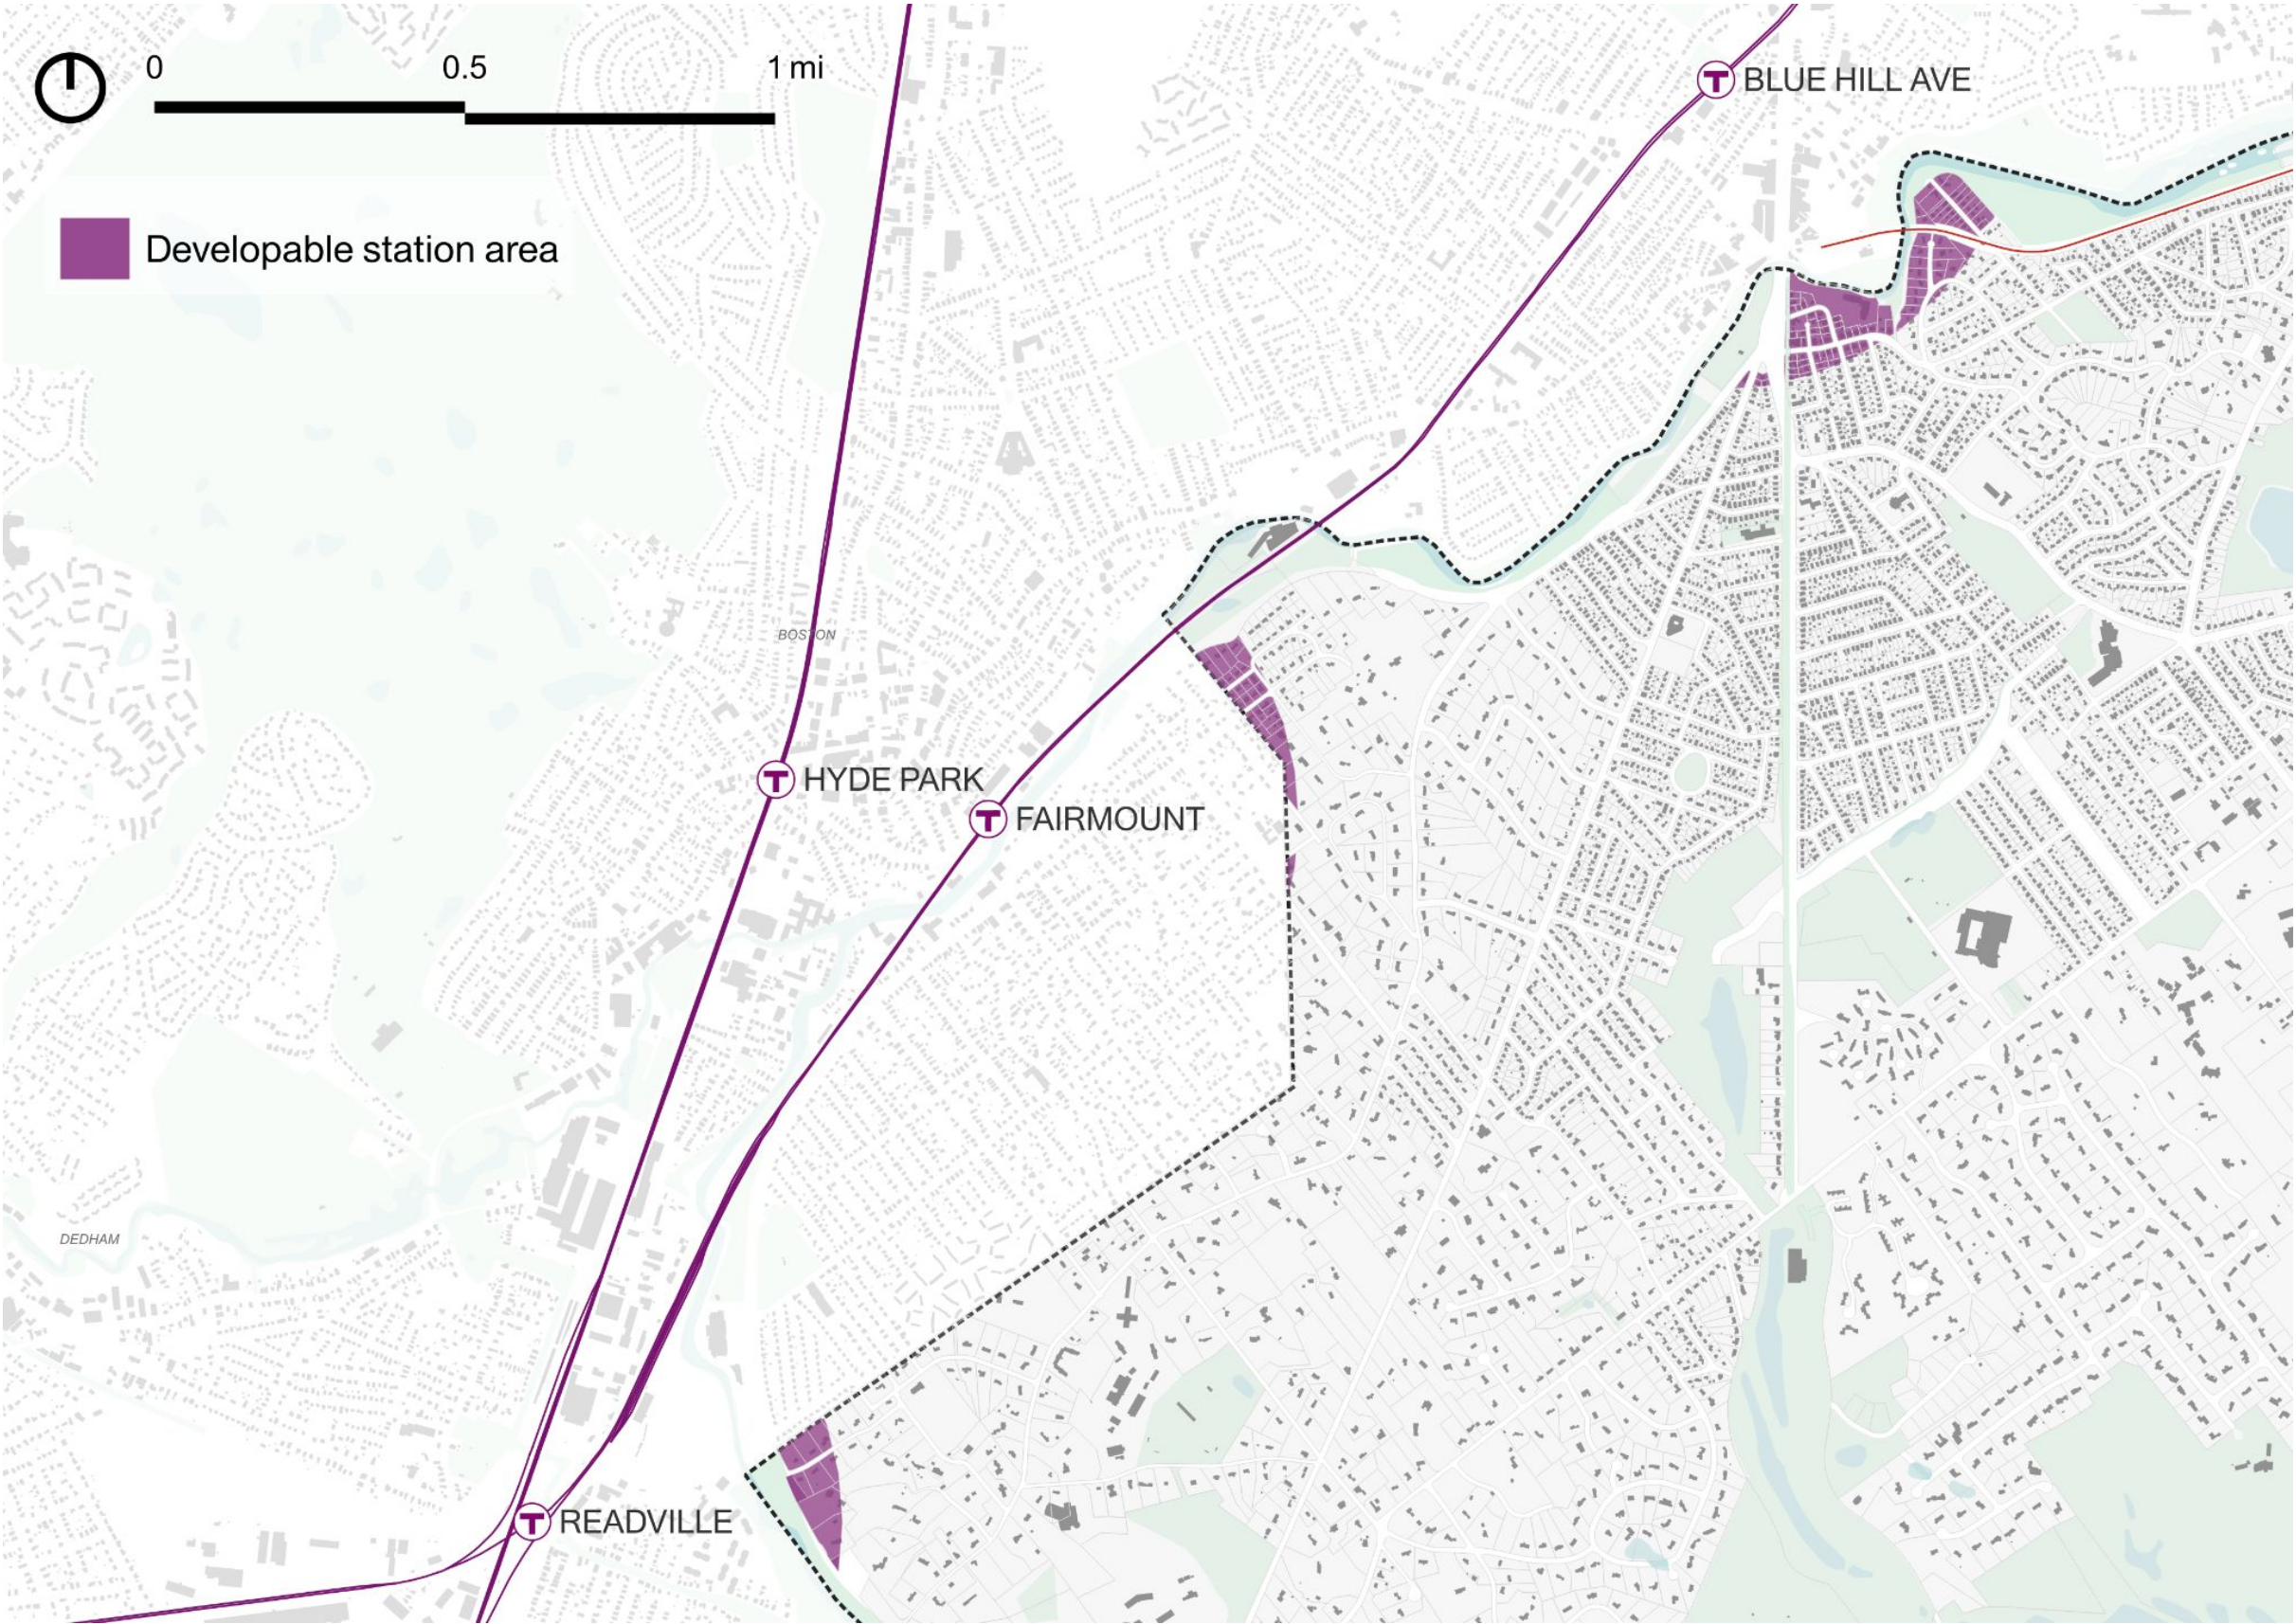 0 0.5 1 mi
BLUE HILL AVE
Developable station area
BOSTON
HYDE PARK
FAIRMOUNT
DEDHAM
READVILLE